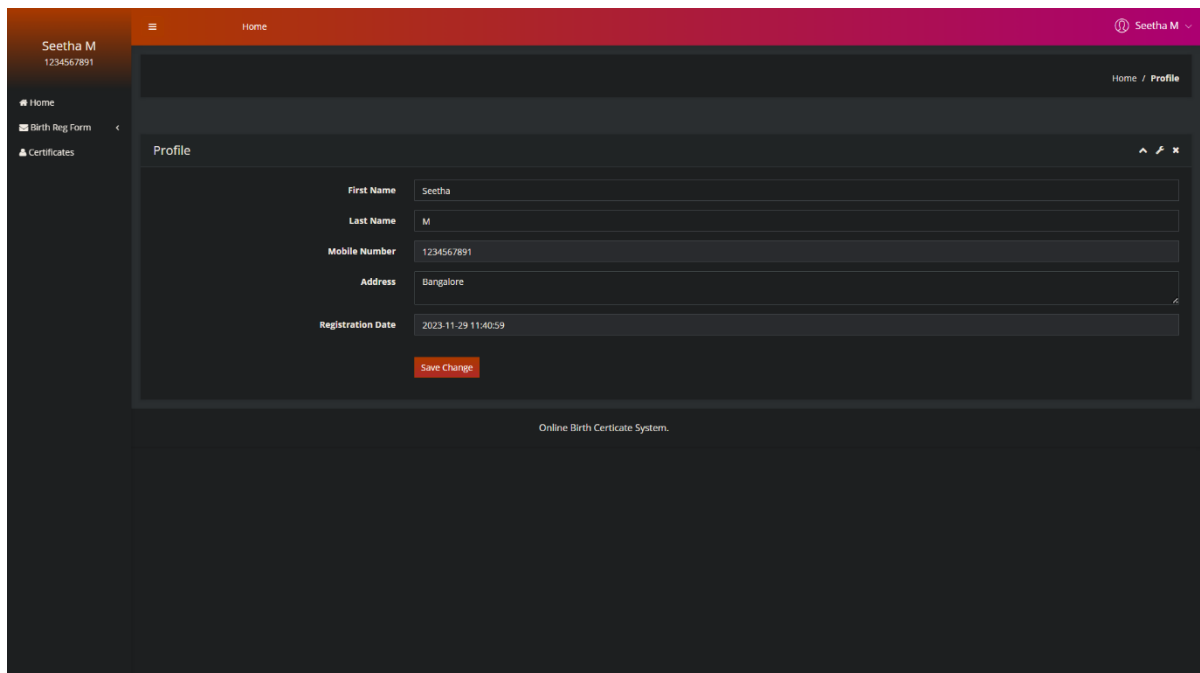 Seetha M
1234567891
Home
Birth Reg Form
Certificates
Home
Seetha M
Home / Profile
Profile
First Name Seetha
Last Name M
Mobile Number 1234567891
Address Bangalore
Registration Date 2023-11-29 11:40:59
Save Change
Online Birth Certicate System.